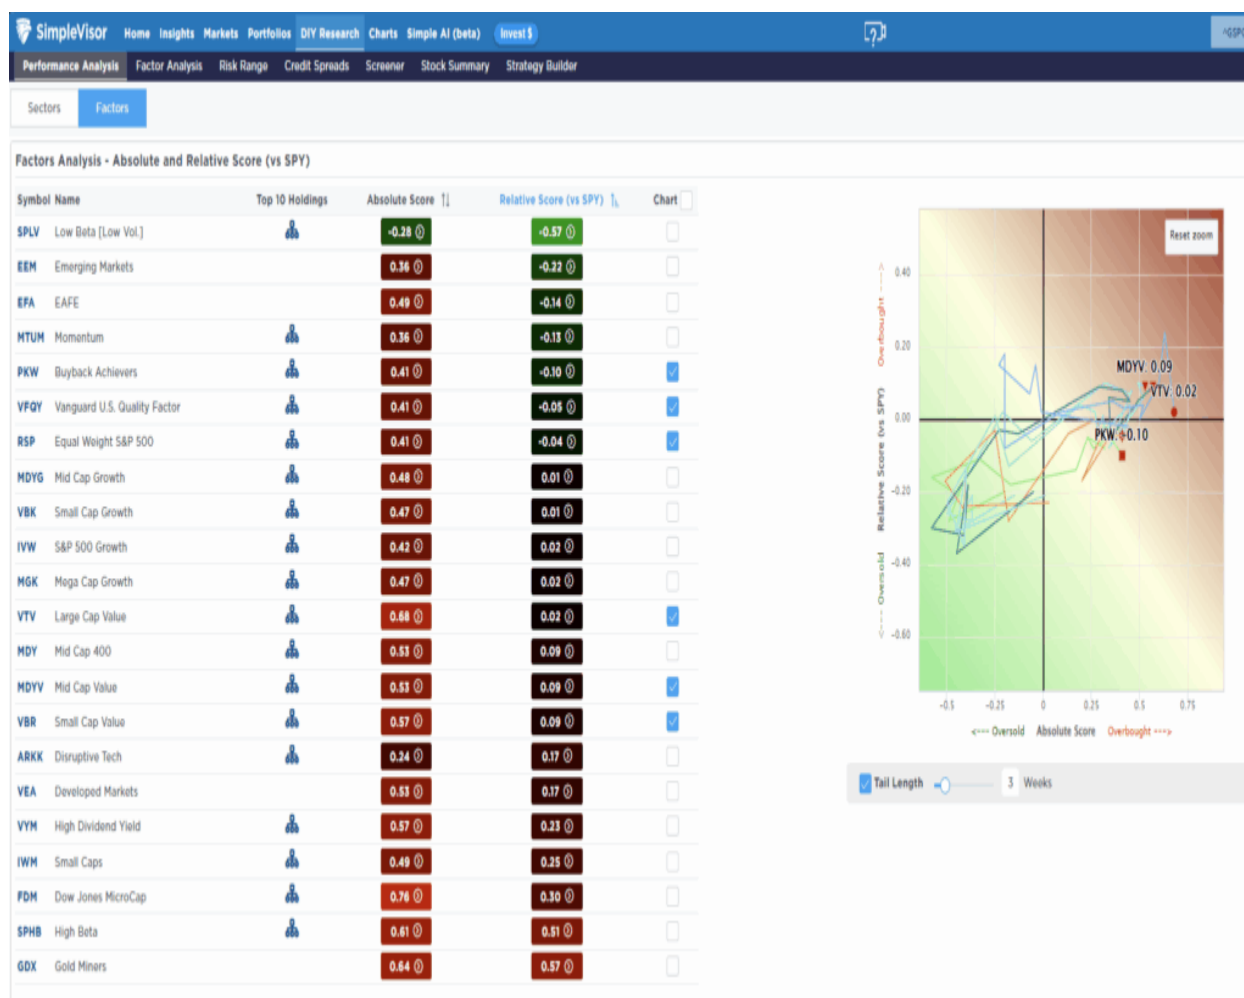 SimpleVisor Home Insights Markets Portfolios DIY Research Charts Simple AI (beta) Invest $ ^GSPC
Performance Analysis Factor Analysis Risk Range Credit Spreads Screener Stock Summary Strategy Builder
Sectors Factors
Factors Analysis - Absolute and Relative Score (vs SPY)
Symbol Name Top 10 Holdings Absolute Score Relative Score (vs SPY) Chart
SPLV Low Beta [Low Vol.] -0.28 -0.57
EEM Emerging Markets 0.36 -0.22
EFA EAFE 0.49 -0.14
MTUM Momentum 0.36 -0.13
PKW Buyback Achievers 0.41 -0.10
VFQY Vanguard U.S. Quality Factor 0.41 -0.05
RSP Equal Weight S&P 500 0.41 -0.04
MDYG Mid Cap Growth 0.48 0.01
VBK Small Cap Growth 0.47 0.01
IVW S&P 500 Growth 0.42 0.02
MGK Mega Cap Growth 0.47 0.02
VTV Large Cap Value 0.68 0.02
MDY Mid Cap 400 0.53 0.09
MDYV Mid Cap Value 0.53 0.09
VBR Small Cap Value 0.57 0.09
ARKK Disruptive Tech 0.24 0.17
VEA Developed Markets 0.53 0.17
VYM High Dividend Yield 0.57 0.23
IWM Small Caps 0.49 0.25
FDM Dow Jones MicroCap 0.76 0.30
SPHB High Beta 0.61 0.51
GDX Gold Miners 0.64 0.57
Reset zoom
<--- Oversold Relative Score (vs SPY) Overbought --->
0.40
0.20
0.00
-0.20
-0.40
-0.60
MDYV: 0.09
VTV: 0.02
PKW: -0.10
-0.5 -0.25 0 0.25 0.5 0.75
<--- Oversold Absolute Score Overbought --->
Tail Length 3 Weeks